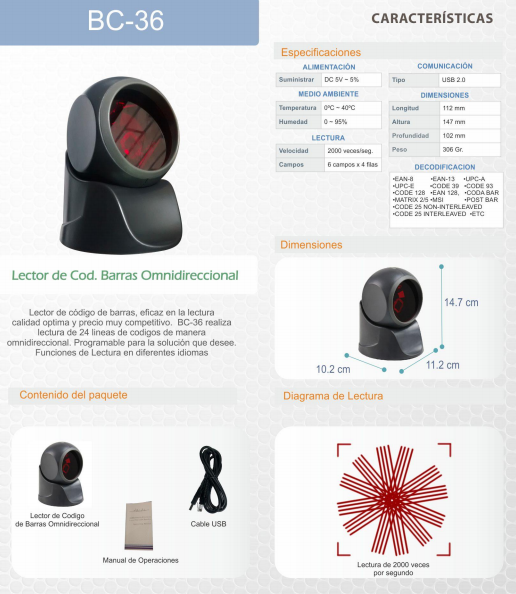 BC-36
Lector de Cod. Barras Omnidireccional
Lector de código de barras, eficaz en la lectura
calidad optima y precio muy competitivo. BC-36 realiza
lectura de 24 líneas de codigos de manera
omnidireccional. Programable para la solución que desee.
Funciones de Lectura en diferentes idiomas
Contenido del paquete
Lector de Codigo
de Barras Omnidireccional
Manual de Operaciones
Cable USB
CARACTERÍSTICAS
Especificaciones
ALIMENTACIÓN
Suministrar DC 5V ~ 5%
MEDIO AMBIENTE
Temperatura 0ºC ~ 40ºC
Humedad 0 ~ 95%
LECTURA
Velocidad 2000 veces/seg.
Campos 6 campos x 4 filas
COMUNICACIÓN
Tipo USB 2.0
DIMENSIONES
Longitud 112 mm
Altura 147 mm
Profundidad 102 mm
Peso 306 Gr.
DECODIFICACION
•EAN-8 •EAN-13 •UPC-A
•UPC-E •CODE 39 •CODE 93
•CODE 128 •EAN 128, •CODA BAR
•MATRIX 2/5 •MSI •POST BAR
•CODE 25 NON-INTERLEAVED
•CODE 25 INTERLEAVED •ETC
Dimensiones
14.7 cm
10.2 cm
11.2 cm
Diagrama de Lectura
Lectura de 2000 veces
por segundo